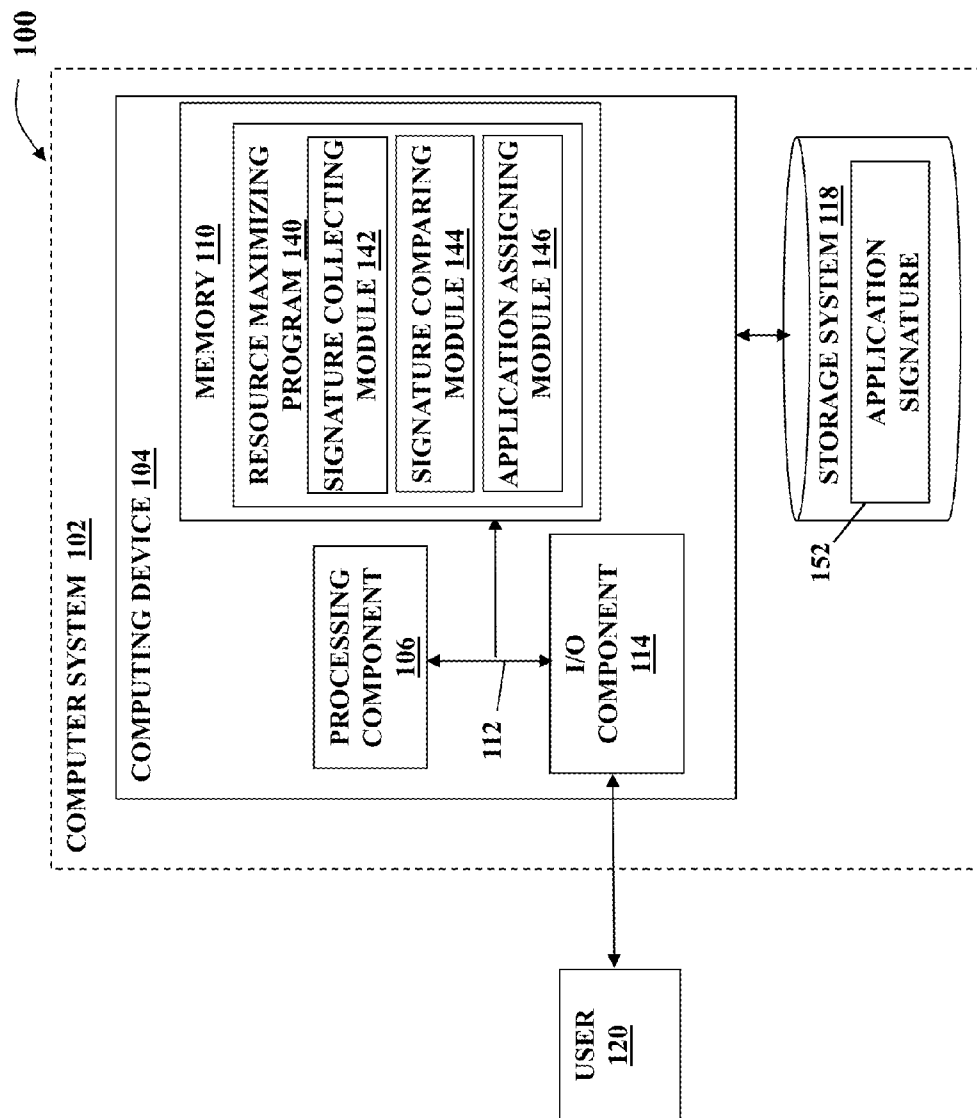 100
COMPUTER SYSTEM 102
COMPUTING DEVICE 104
MEMORY 110
RESOURCE MAXIMIZING
PROGRAM 140
SIGNATURE COLLECTING
MODULE 142
SIGNATURE COMPARING
MODULE 144
APPLICATION ASSIGNING
MODULE 146
PROCESSING
COMPONENT
106
112
I/O
COMPONENT
114
USER
120
STORAGE SYSTEM 118
APPLICATION
SIGNATURE
152